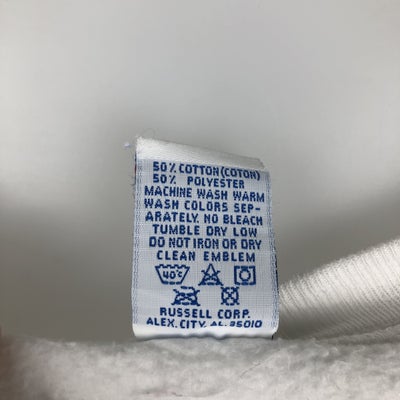 50% COTTON (COTON)
50% POLYESTER
MACHINE WASH WARM
WASH COLORS SEP-
ARATELY. NO BLEACH
TUMBLE DRY LOW
DO NOT IRON OR DRY
CLEAN EMBLEM
40°C
RUSSELL CORP.
ALEX. CITY, AL. 35010